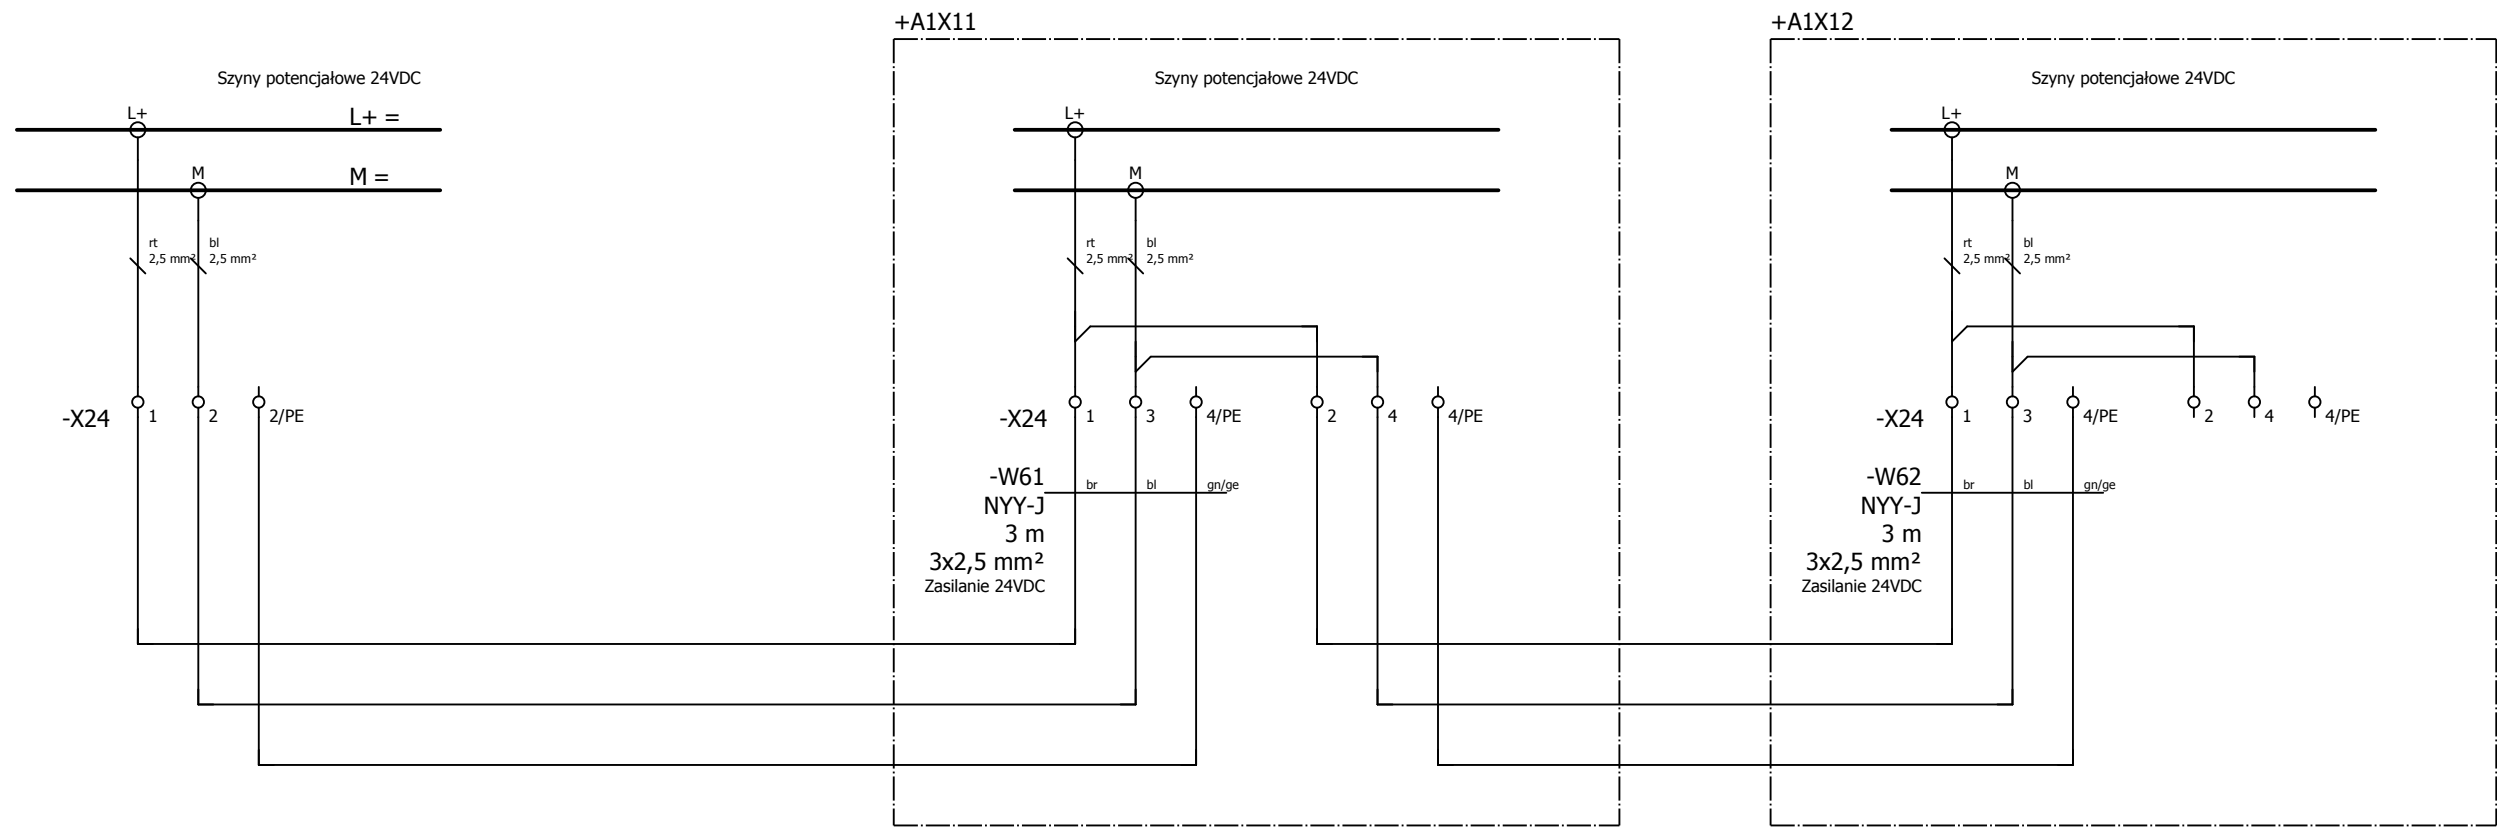 +A1X11
+A1X12
Szyny potencjałowe 24VDC
Szyny potencjałowe 24VDC
Szyny potencjałowe 24VDC
L+
L+ =
L+
L+
M
M =
M
M
rt
2,5 mm²
bl
2,5 mm²
rt
2,5 mm²
bl
2,5 mm²
rt
2,5 mm²
bl
2,5 mm²
-X24
1
2
2/PE
-X24
1
3
4/PE
2
4
4/PE
-X24
1
3
4/PE
2
4
4/PE
-W61
NYY-J
3 m
3x2,5 mm²
Zasilanie 24VDC
br
bl
gn/ge
-W62
NYY-J
3 m
3x2,5 mm²
Zasilanie 24VDC
br
bl
gn/ge